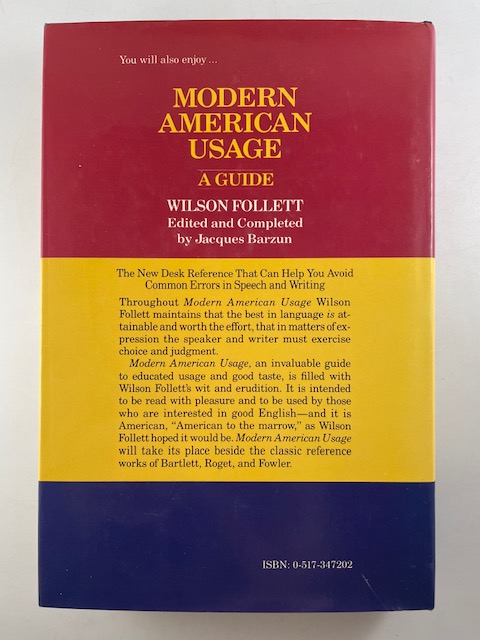 You will also enjoy...
MODERN
AMERICAN
USAGE
A GUIDE
WILSON FOLLETT
Edited and Completed
by Jacques Barzun
The New Desk Reference That Can Help You Avoid
Common Errors in Speech and Writing
Throughout Modern American Usage Wilson
Follett maintains that the best in language is at-
tainable and worth the effort, that in matters of ex-
pression the speaker and writer must exercise
choice and judgment.
Modern American Usage, an invaluable guide
to educated usage and good taste, is filled with
Wilson Follett's wit and erudition. It is intended
to be read with pleasure and to be used by those
who are interested in good English—and it is
American, "American to the marrow," as Wilson
Follett hoped it would be. Modern American Usage
will take its place beside the classic reference
works of Bartlett, Roget, and Fowler.
ISBN: 0-517-347202